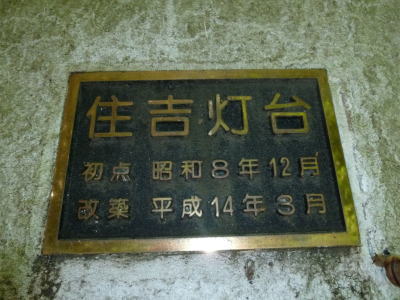 住吉灯台
初点 昭和8年12月
改築 平成14年3月